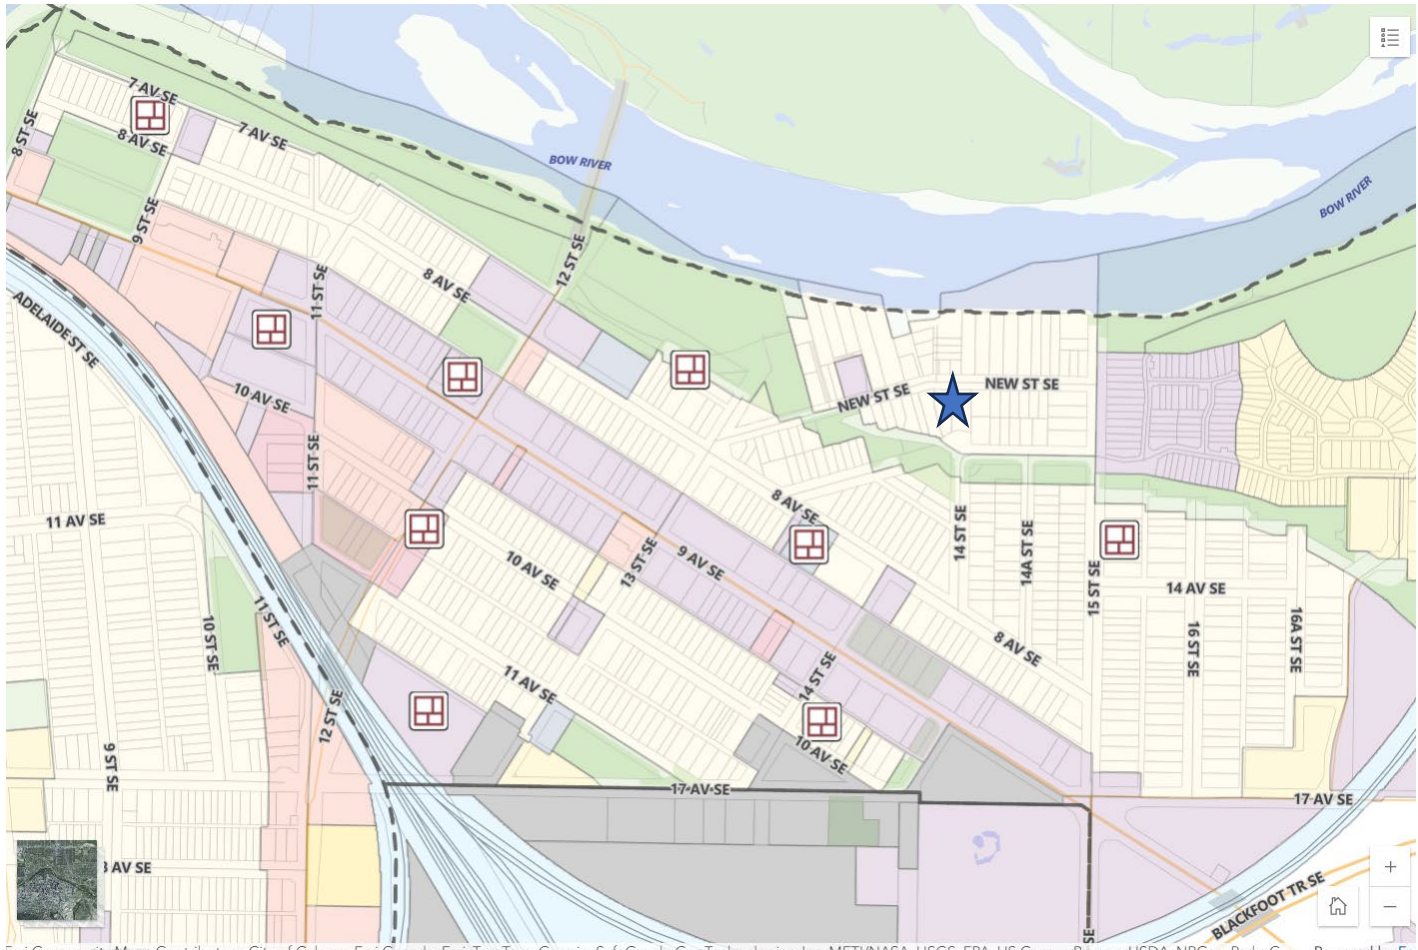 7 AV SE
8 ST SE
8 AV SE
7 AV SE
BOW RIVER
BOW RIVER
9 ST SE
12 ST SE
8 AV SE
11 ST SE
ADELAIDE ST SE
NEW ST SE
NEW ST SE
10 AV SE
11 ST SE
8 AV SE
11 AV SE
14 ST SE
14A ST SE
13 ST SE
9 AV SE
10 AV SE
15 ST SE
14 AV SE
10 ST SE
11 ST SE
16 ST SE
16A ST SE
8 AV SE
11 AV SE
14 ST SE
12 ST SE
10 AV SE
9 ST SE
17 AV SE
17 AV SE
AV SE
BLACKFOOT TR SE
SE
+
−